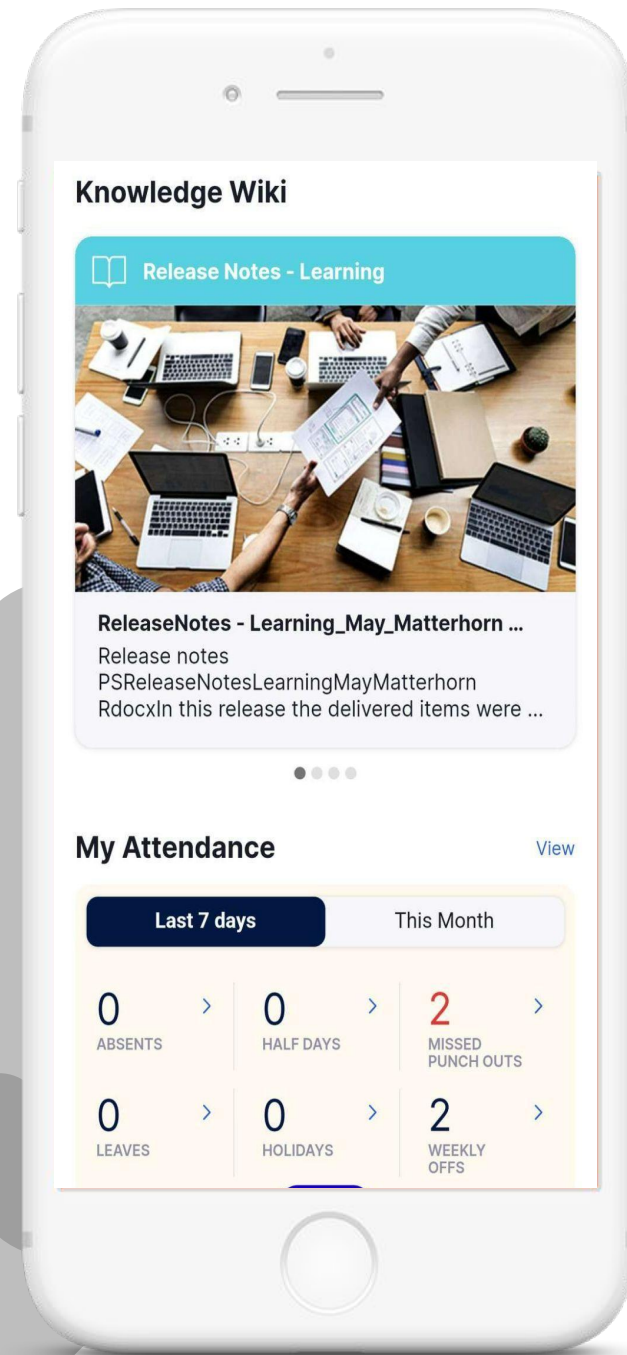 Knowledge Wiki
Release Notes - Learning
ReleaseNotes - Learning_May_Matterhorn ...
Release notes
PSReleaseNotesLearningMayMatterhorn
RdocxIn this release the delivered items were ...
My Attendance
View
Last 7 days
This Month
0
ABSENTS
0
HALF DAYS
2
MISSED
PUNCH OUTS
0
LEAVES
0
HOLIDAYS
2
WEEKLY
OFFS